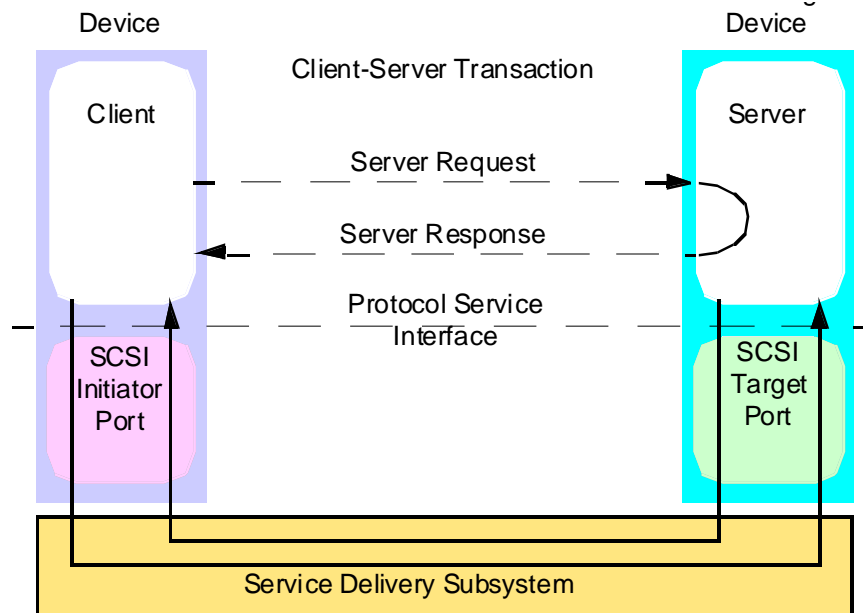 Device
Device
Client-Server Transaction
Client
Server
Server Request
Server Response
Protocol Service
Interface
SCSI
Initiator
Port
SCSI
Target
Port
Service Delivery Subsystem